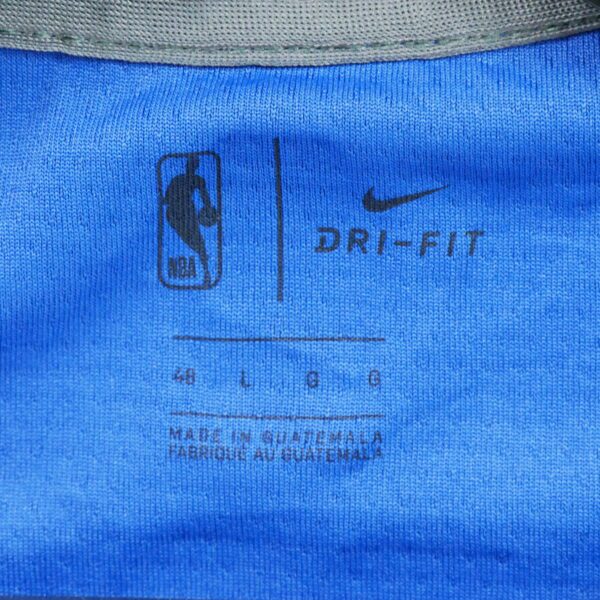 NBA
DRI-FIT
48 L G G
MADE IN GUATEMALA
FABRIQUÉ AU GUATEMALA